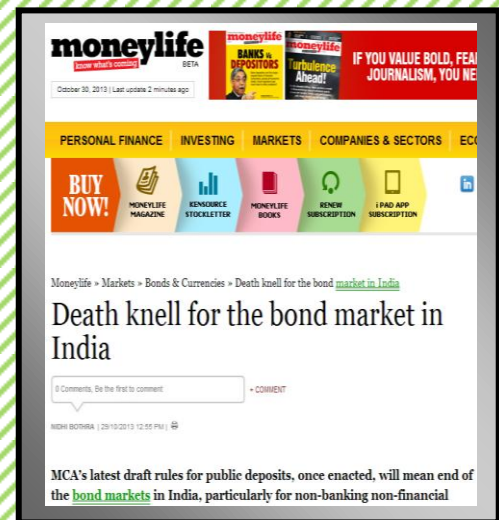 moneylife
know what's coming
BETA
October 30, 2013 | Last update 2 minutes ago
moneylife
BANKS vs
DEPOSITORS
moneylife
Turbulence
Ahead!
IF YOU VALUE BOLD, FEA
JOURNALISM, YOU NE
PERSONAL FINANCE INVESTING MARKETS COMPANIES & SECTORS ECO
BUY
NOW!
MONEYLIFE
MAGAZINE
KENSOURCE
STOCKLETTER
MONEYLIFE
BOOKS
RENEW
SUBSCRIPTION
iPAD APP
SUBSCRIPTION
in
Moneylife » Markets » Bonds & Currencies » Death knell for the bond market in India
Death knell for the bond market in
India
0 Comments, Be the first to comment
+ COMMENT
NIDHI BOTHRA | 29/10/2013 12:55 PM |
MCA's latest draft rules for public deposits, once enacted, will mean end of
the bond markets in India, particularly for non-banking non-financial